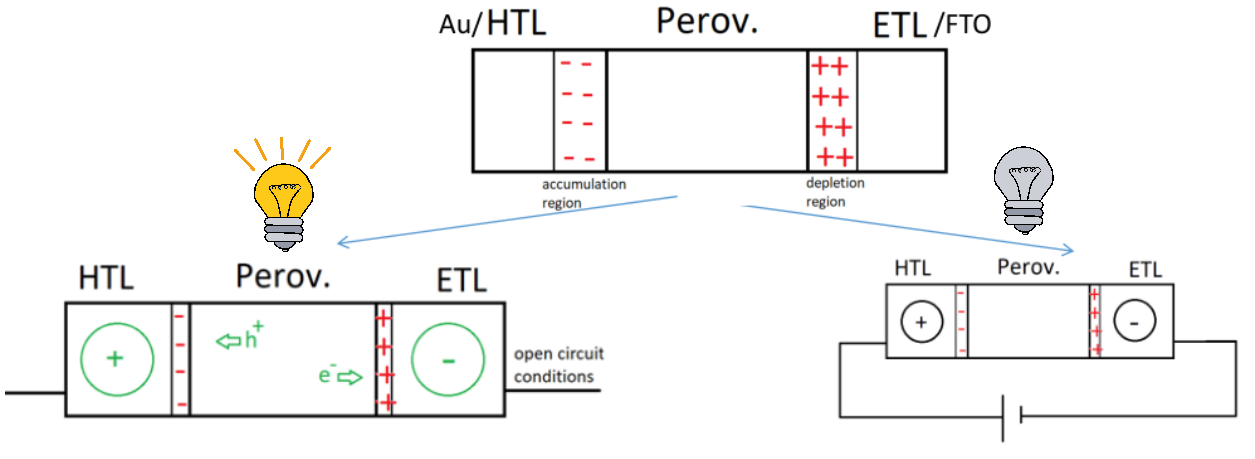 Au/HTL Perov. ETL /FTO
- - ++
- - ++
- - ++
- - ++
accumulation
region
depletion
region
HTL Perov. ETL
- +
- +
- +
- +
+ h+ e- -
open circuit
conditions
HTL Perov. ETL
- +
- +
- +
- +
+ -